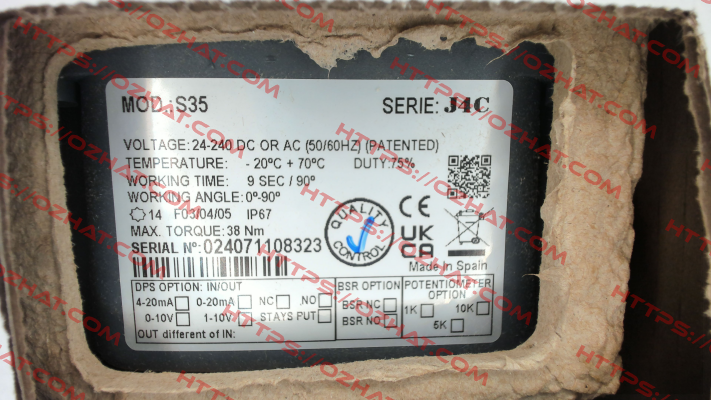 MOD.: S35 SERIE: J4C
VOLTAGE: 24-240 DC OR AC (50/60HZ) (PATENTED)
TEMPERATURE: -20ºC + 70ºC DUTY:75%
WORKING TIME: 9 SEC / 90º
WORKING ANGLE: 0º-90º
14 F03/04/05 IP67
MAX. TORQUE: 38 Nm
SERIAL Nº: 024071108323
QUALITY CONTROL
CE
UK CA
Made in Spain
DPS OPTION: IN/OUT
4-20mA 0-20mA NC NO
0-10V 1-10V STAYS PUT
OUT different of IN:
BSR OPTION
BSR NC
BSR NO
POTENTIOMETER OPTION
1K 10K
5K
HTTPS://OZHAT.COM